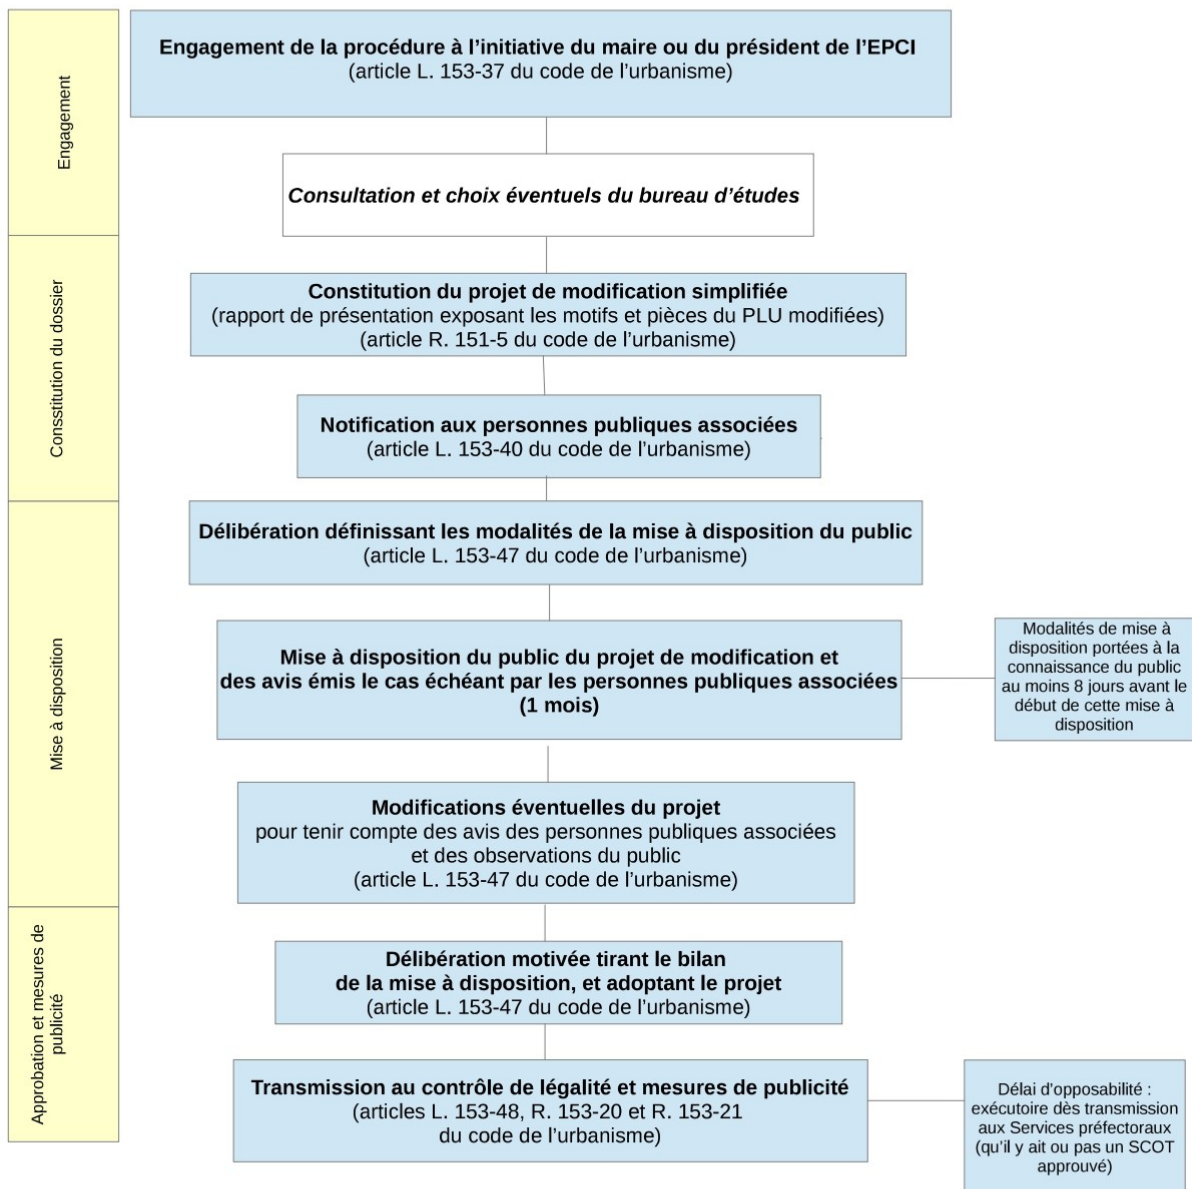 Engagement
Engagement de la procédure à l'initiative du maire ou du président de l'EPCI
(article L. 153-37 du code de l'urbanisme)
Consultation et choix éventuels du bureau d'études
Consstitution du dossier
Constitution du projet de modification simplifiée
(rapport de présentation exposant les motifs et pièces du PLU modifiées)
(article R. 151-5 du code de l'urbanisme)
Notification aux personnes publiques associées
(article L. 153-40 du code de l'urbanisme)
Mise à disposition
Délibération définissant les modalités de la mise à disposition du public
(article L. 153-47 du code de l'urbanisme)
Mise à disposition du public du projet de modification et
des avis émis le cas échéant par les personnes publiques associées
(1 mois)
Modalités de mise à
disposition portées à la
connaissance du public
au moins 8 jours avant le
début de cette mise à
disposition
Modifications éventuelles du projet
pour tenir compte des avis des personnes publiques associées
et des observations du public
(article L. 153-47 du code de l'urbanisme)
Approbation et mesures de
publicité
Délibération motivée tirant le bilan
de la mise à disposition, et adoptant le projet
(article L. 153-47 du code de l'urbanisme)
Transmission au contrôle de légalité et mesures de publicité
(articles L. 153-48, R. 153-20 et R. 153-21
du code de l'urbanisme)
Délai d'opposabilité :
exécutoire dès transmission
aux Services préfectoraux
(qu'il y ait ou pas un SCOT
approuvé)